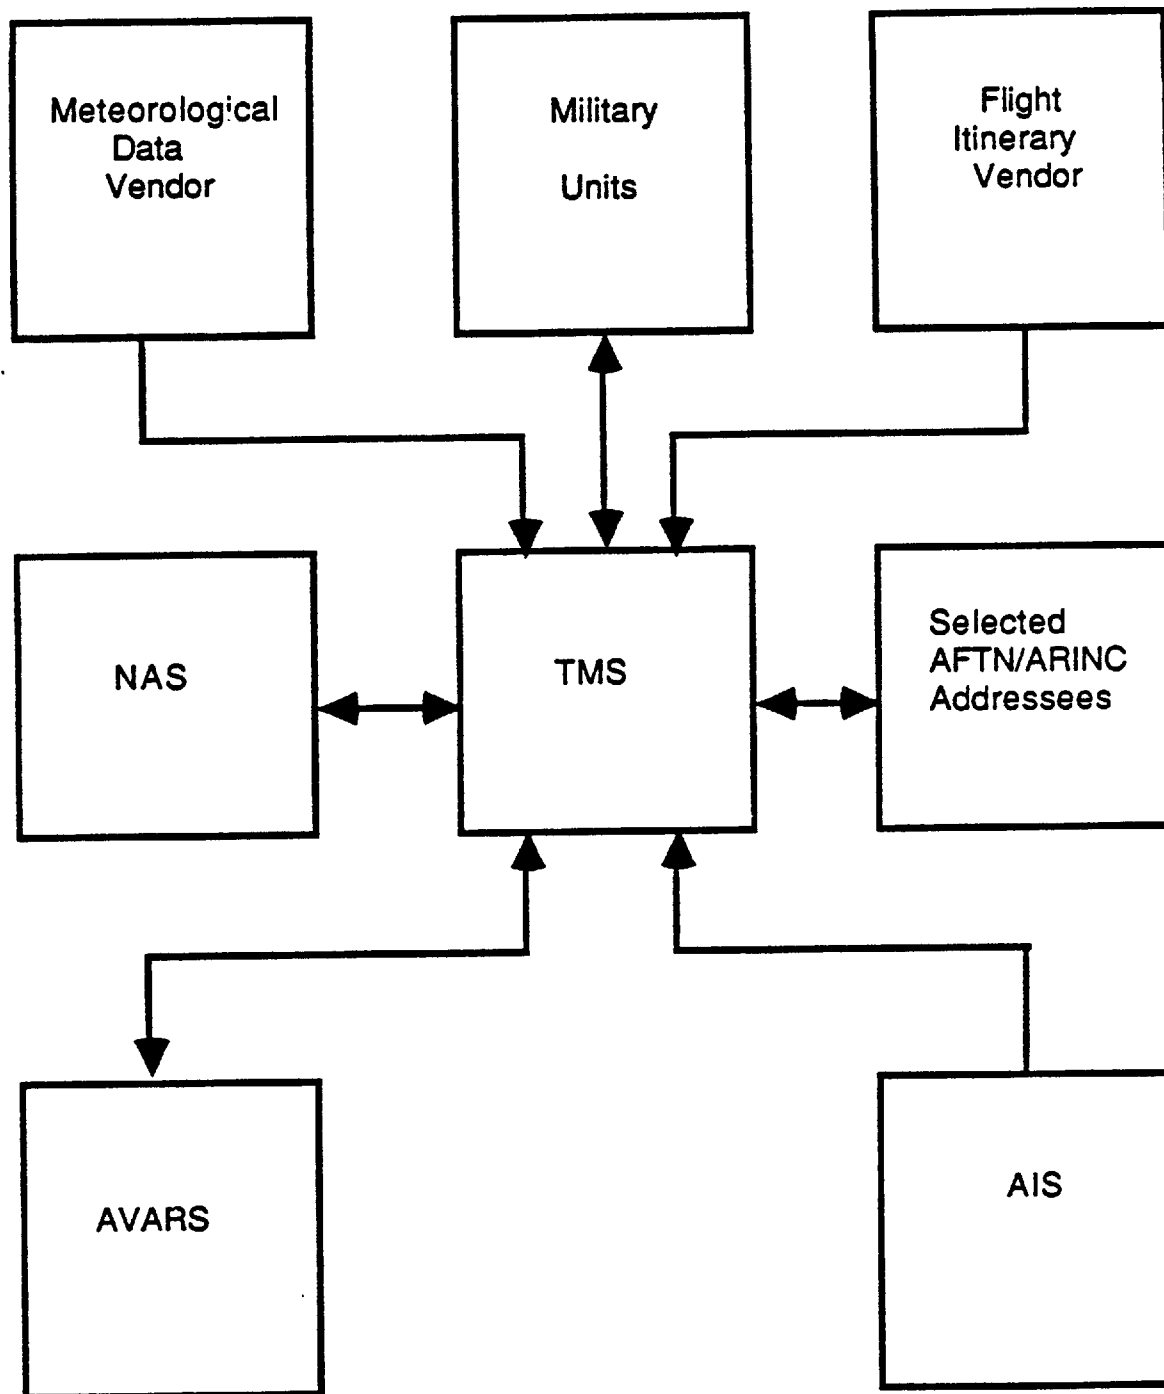 Meteorological
Data
Vendor
Military
Units
Flight
Itinerary
Vendor
NAS
TMS
Selected
AFTN/ARINC
Addressees
AVARS
AIS